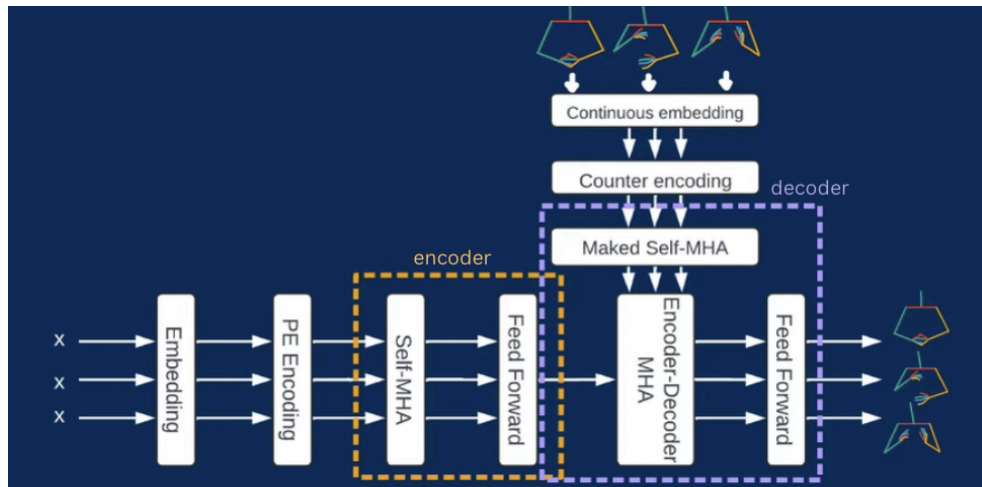 Continuous embedding
Counter encoding
decoder
Maked Self-MHA
encoder
x
x
x
Embedding
PE Encoding
Self-MHA
Feed Forward
Encoder-Decoder
MHA
Feed Forward